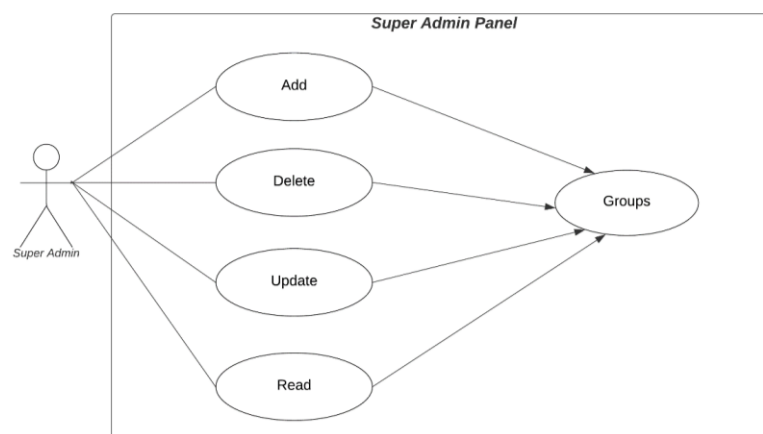 Super Admin Panel
Add
Delete
Groups
Super Admin
Update
Read